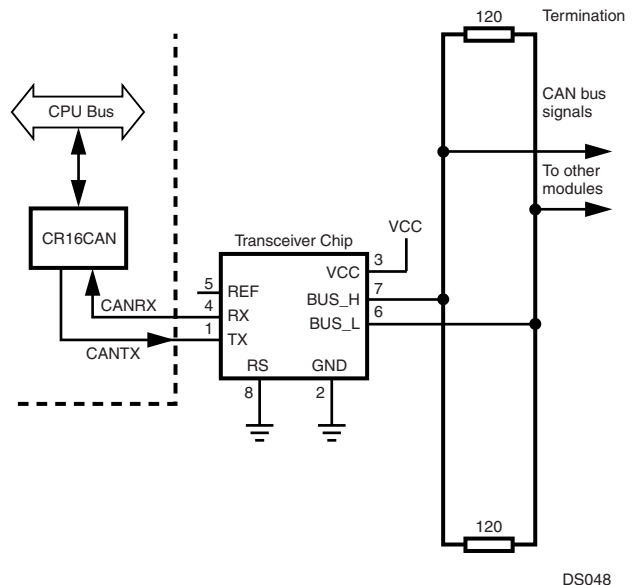 120
Termination
CAN bus
signals
CPU Bus
To other
modules
CR16CAN
Transceiver Chip
VCC
3
VCC
5
REF
7
BUS_H
CANRX
4
RX
6
BUS_L
1
TX
CANTX
RS
GND
8
2
120
DS048